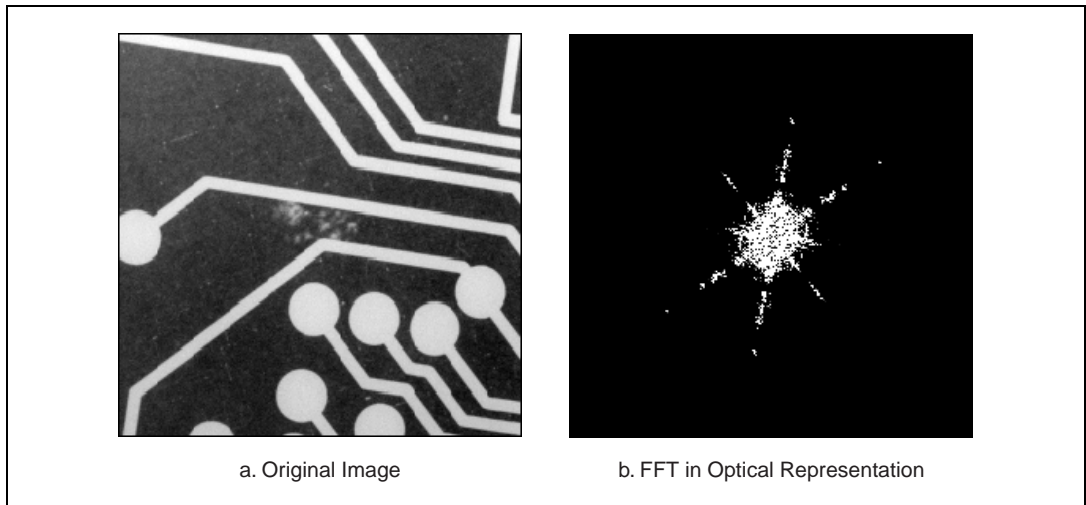 a. Original Image
b. FFT in Optical Representation